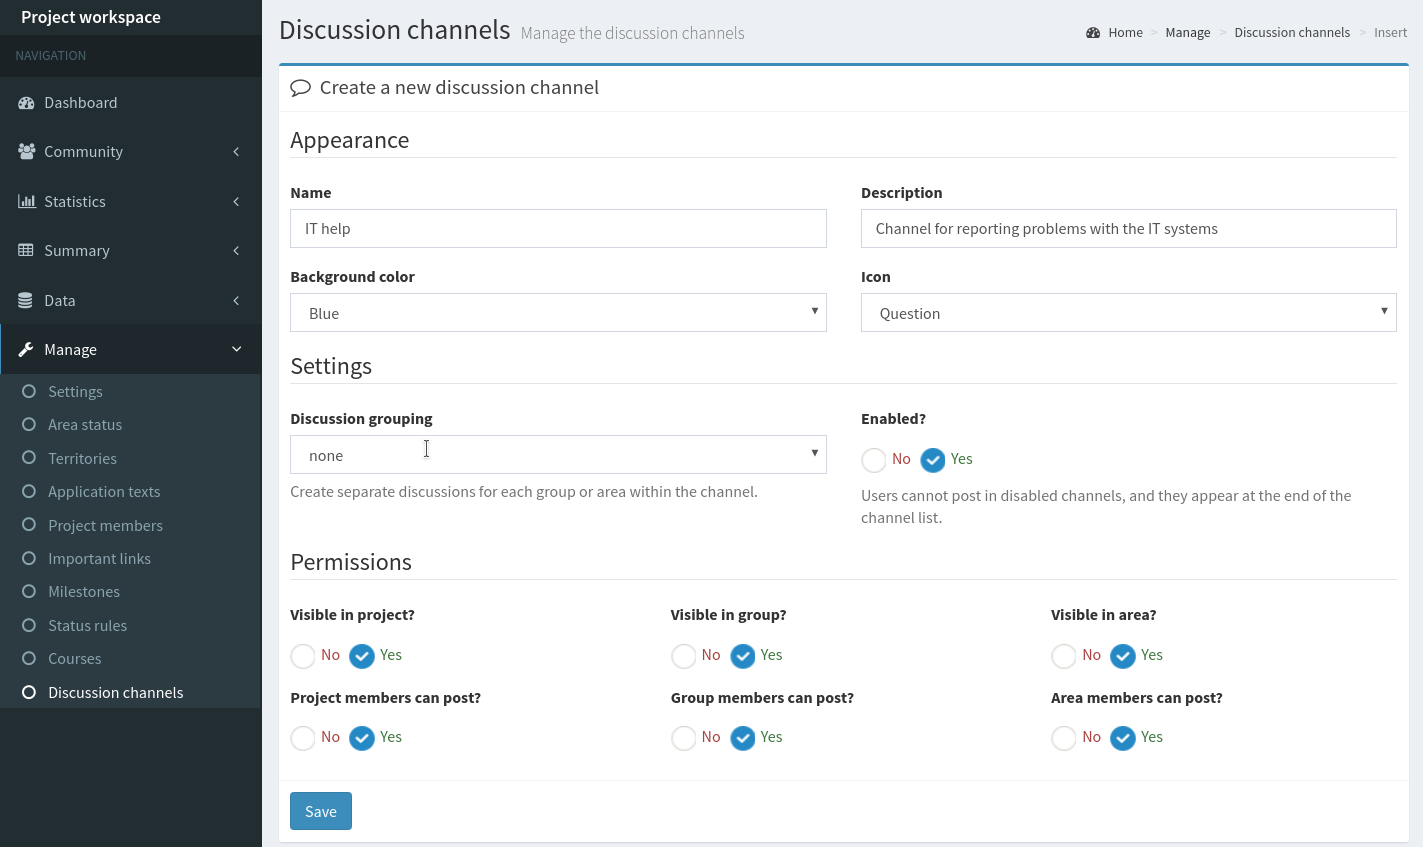 Project workspace
NAVIGATION
Dashboard
Community
Statistics
Summary
Data
Manage
Settings
Area status
Territories
Application texts
Project members
Important links
Milestones
Status rules
Courses
Discussion channels
Discussion channels Manage the discussion channels
Home > Manage > Discussion channels > Insert
Create a new discussion channel
Appearance
Name
IT help
Description
Channel for reporting problems with the IT systems
Background color
Blue
Icon
Question
Settings
Discussion grouping
none
Create separate discussions for each group or area within the channel.
Enabled?
No Yes
Users cannot post in disabled channels, and they appear at the end of the
channel list.
Permissions
Visible in project?
No Yes
Visible in group?
No Yes
Visible in area?
No Yes
Project members can post?
No Yes
Group members can post?
No Yes
Area members can post?
No Yes
Save